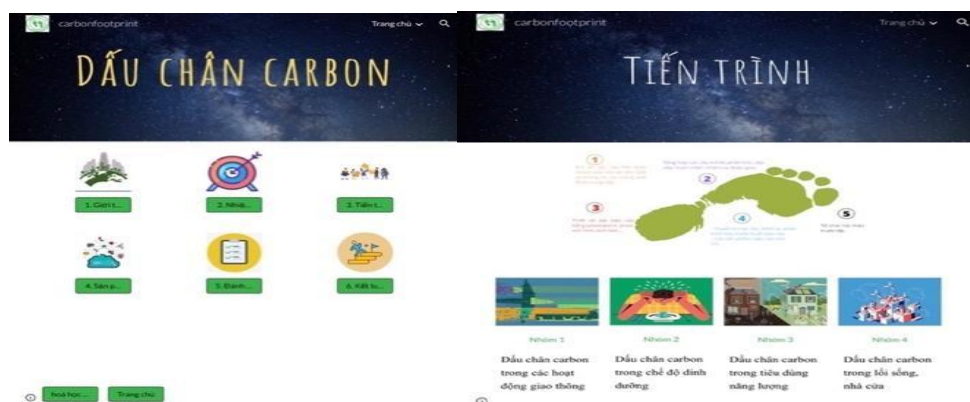 carbonfootprint
Trang chủ
DẤU CHÂN CARBON
1. Giới t...
2. Nhiệ...
3. Tiến t...
4. Sản p...
5. Đánh...
6. Kết lu...
hoá học ...
Trang chủ
carbonfootprint
Trang chủ
TIẾN TRÌNH
1
2
3
4
5
Nhóm 1
Nhóm 2
Nhóm 3
Nhóm 4
Dấu chân carbon
trong các hoạt
động giao thông
Dấu chân carbon
trong chế độ dinh
dưỡng
Dấu chân carbon
trong tiêu dùng
năng lượng
Dấu chân carbon
trong lối sống,
nhà cửa